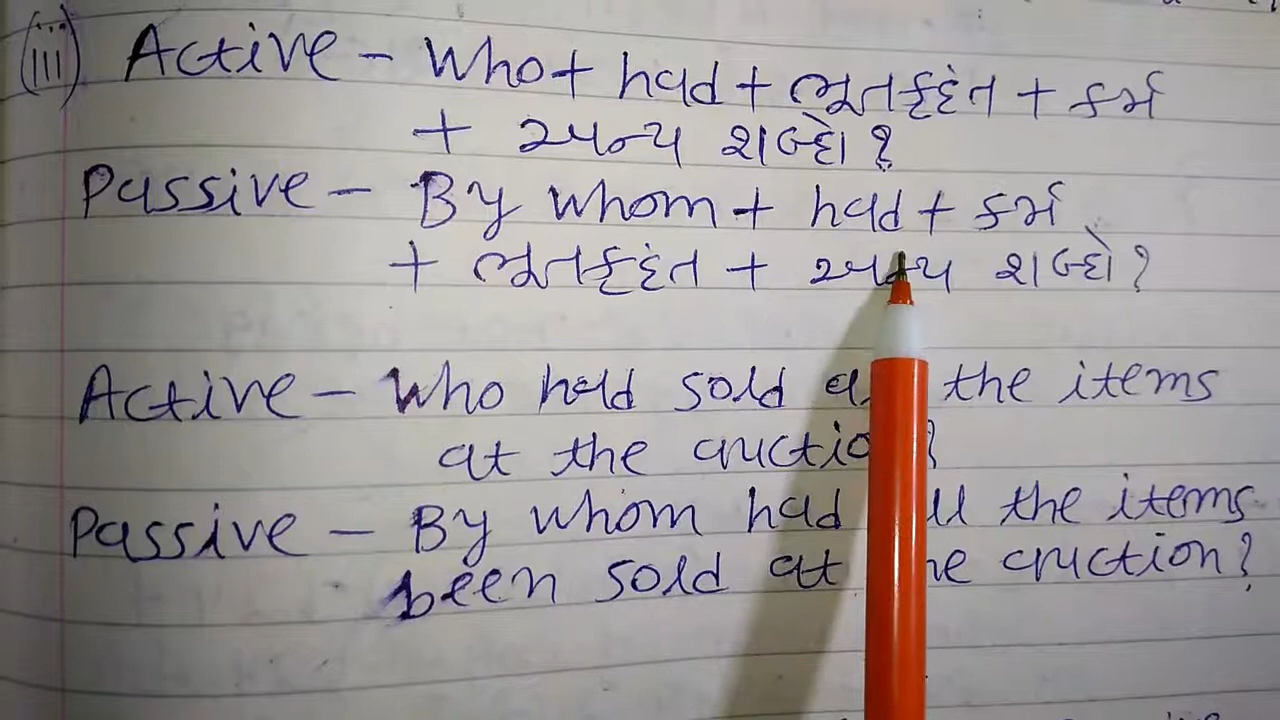 (iii) Active - Who + had + ભૂતકૃદંત + કર્મ
+ અન્ય શબ્દો?
Passive - By whom + had + કર્મ
+ ભૂતકૃદંત + અન્ય શબ્દો?
Active - Who had sold the items
at the auction?
Passive - By whom had the items
been sold at auction?